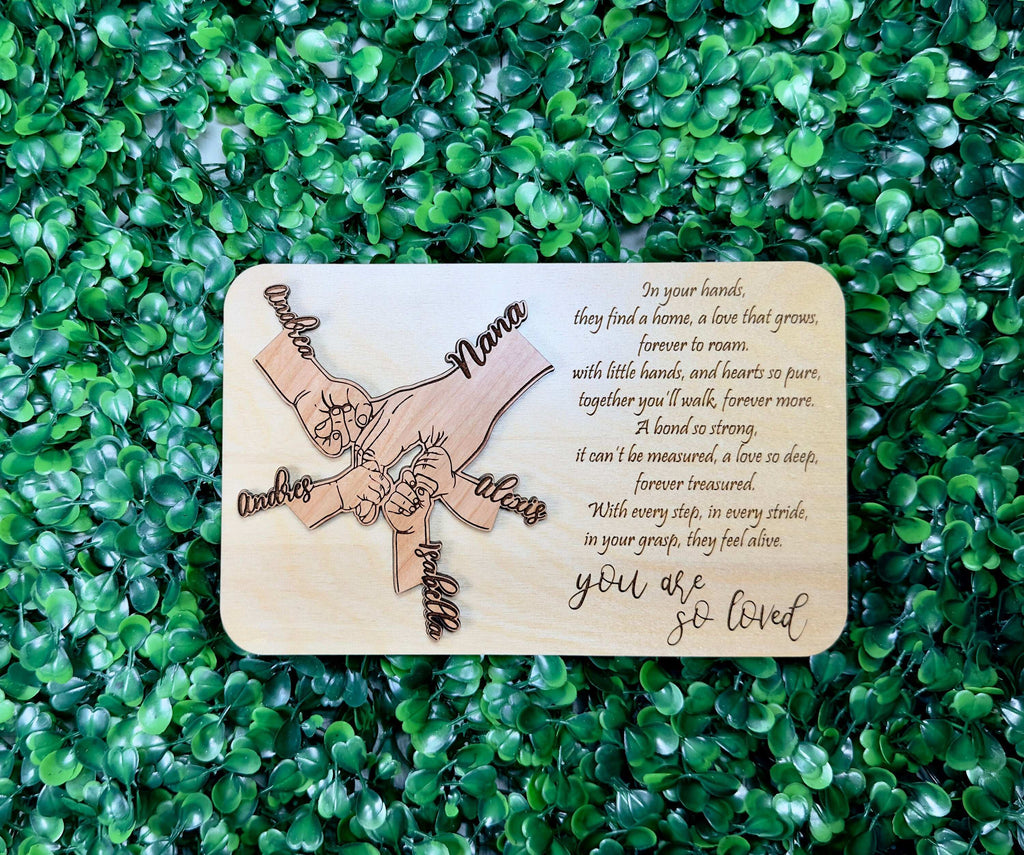 andrea
Nana
andres
alexis
Isabella
In your hands,
they find a home, a love that grows,
forever to roam.
with little hands, and hearts so pure,
together you'll walk, forever more.
A bond so strong,
it can't be measured, a love so deep,
forever treasured.
With every step, in every stride,
in your grasp, they feel alive.
you are
so loved